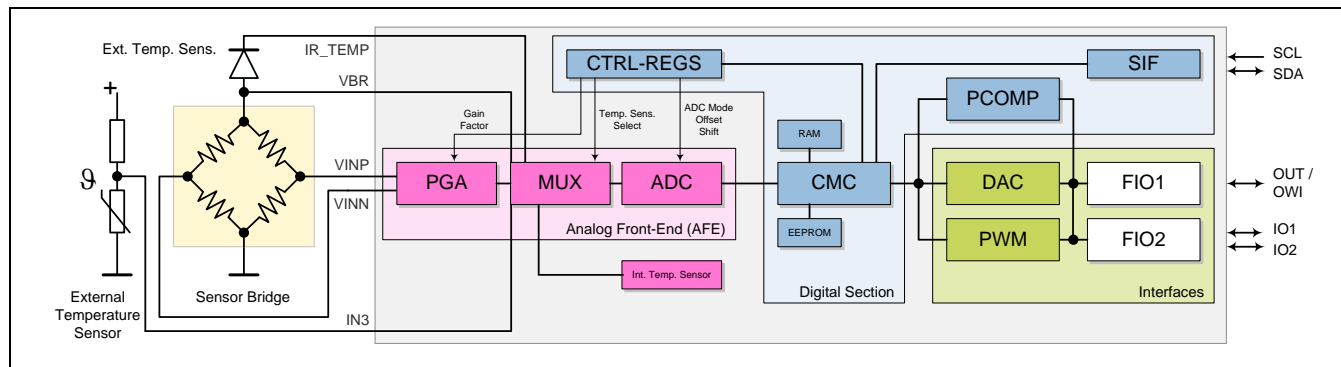 Ext. Temp. Sens.
IR_TEMP
VBR
+
ϑ
VINP
VINN
External
Temperature
Sensor
Sensor Bridge
IN3
CTRL-REGS
SIF
SCL
SDA
PCOMP
Gain
Factor
Temp. Sens.
Select
ADC Mode
Offset
Shift
RAM
PGA
MUX
ADC
CMC
DAC
FIO1
OUT /
OWI
EEPROM
Analog Front-End (AFE)
PWM
FIO2
IO1
IO2
Int. Temp. Sensor
Digital Section
Interfaces